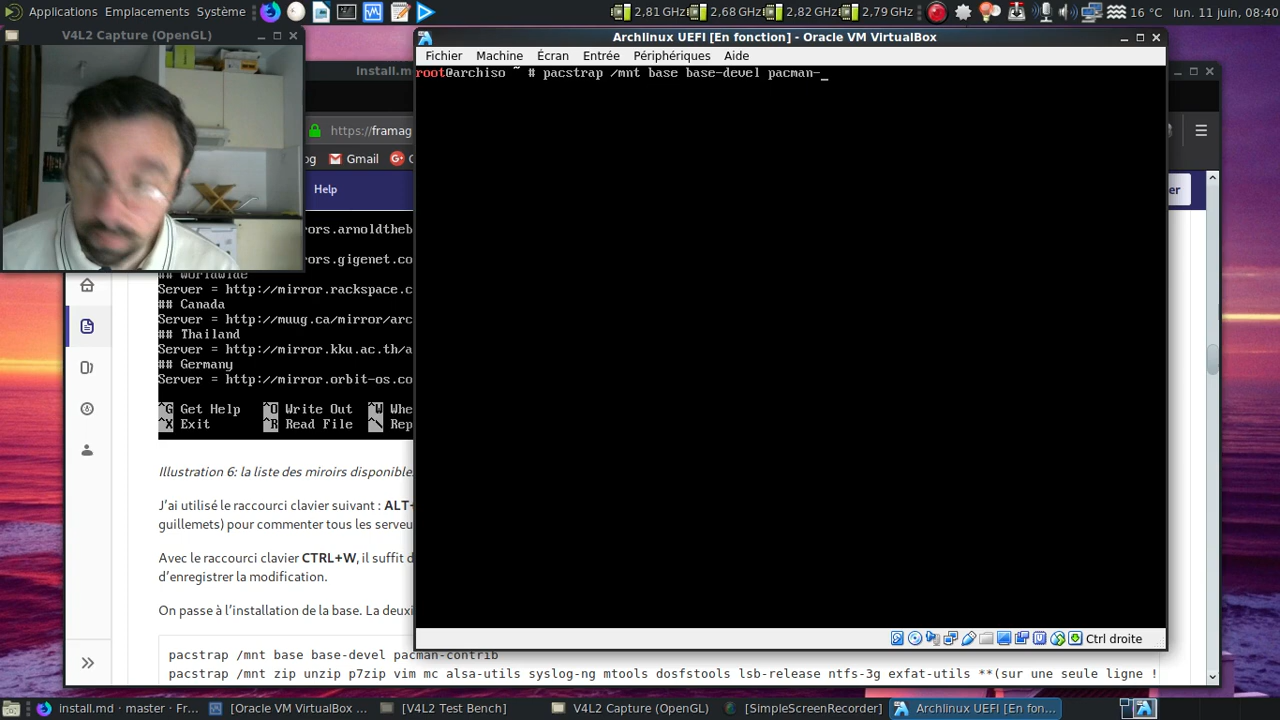 Applications Emplacements Système
2,81 GHz 2,68 GHz 2,82 GHz 2,79 GHz
16 °C lun. 11 juin, 08:40
V4L2 Capture (OpenGL)
Archlinux UEFI [En fonction] - Oracle VM VirtualBox
Fichier Machine Écran Entrée Périphériques Aide
root@archiso ~ # pacstrap /mnt base base-devel pacman-_
Install.m
https://framag
og Gmail
Help
er
rors.arnoldtheb
rors.gigenet.co
## Worldwide
Server = http://mirror.rackspace.c
## Canada
Server = http://muug.ca/mirror/arc
## Thailand
Server = http://mirror.kku.ac.th/a
## Germany
Server = http://mirror.orbit-os.co
^G Get Help ^O Write Out ^W Whe
^X Exit ^R Read File ^\ Rep
Illustration 6: la liste des miroirs disponible
J’ai utilisé le raccourci clavier suivant : ALT+
guillemets) pour commenter tous les serveu
Avec le raccourci clavier CTRL+W, il suffit d
d’enregistrer la modification.
On passe à l’installation de la base. La deuxi
pacstrap /mnt base base-devel pacman-contrib
pacstrap /mnt zip unzip p7zip vim mc alsa-utils syslog-ng mtools dosfstools lsb-release ntfs-3g exfat-utils **(sur une seule ligne !
Ctrl droite
install.md · master · Fr...
[Oracle VM VirtualBox ...
[V4L2 Test Bench]
V4L2 Capture (OpenGL)
[SimpleScreenRecorder]
Archlinux UEFI [En fon...